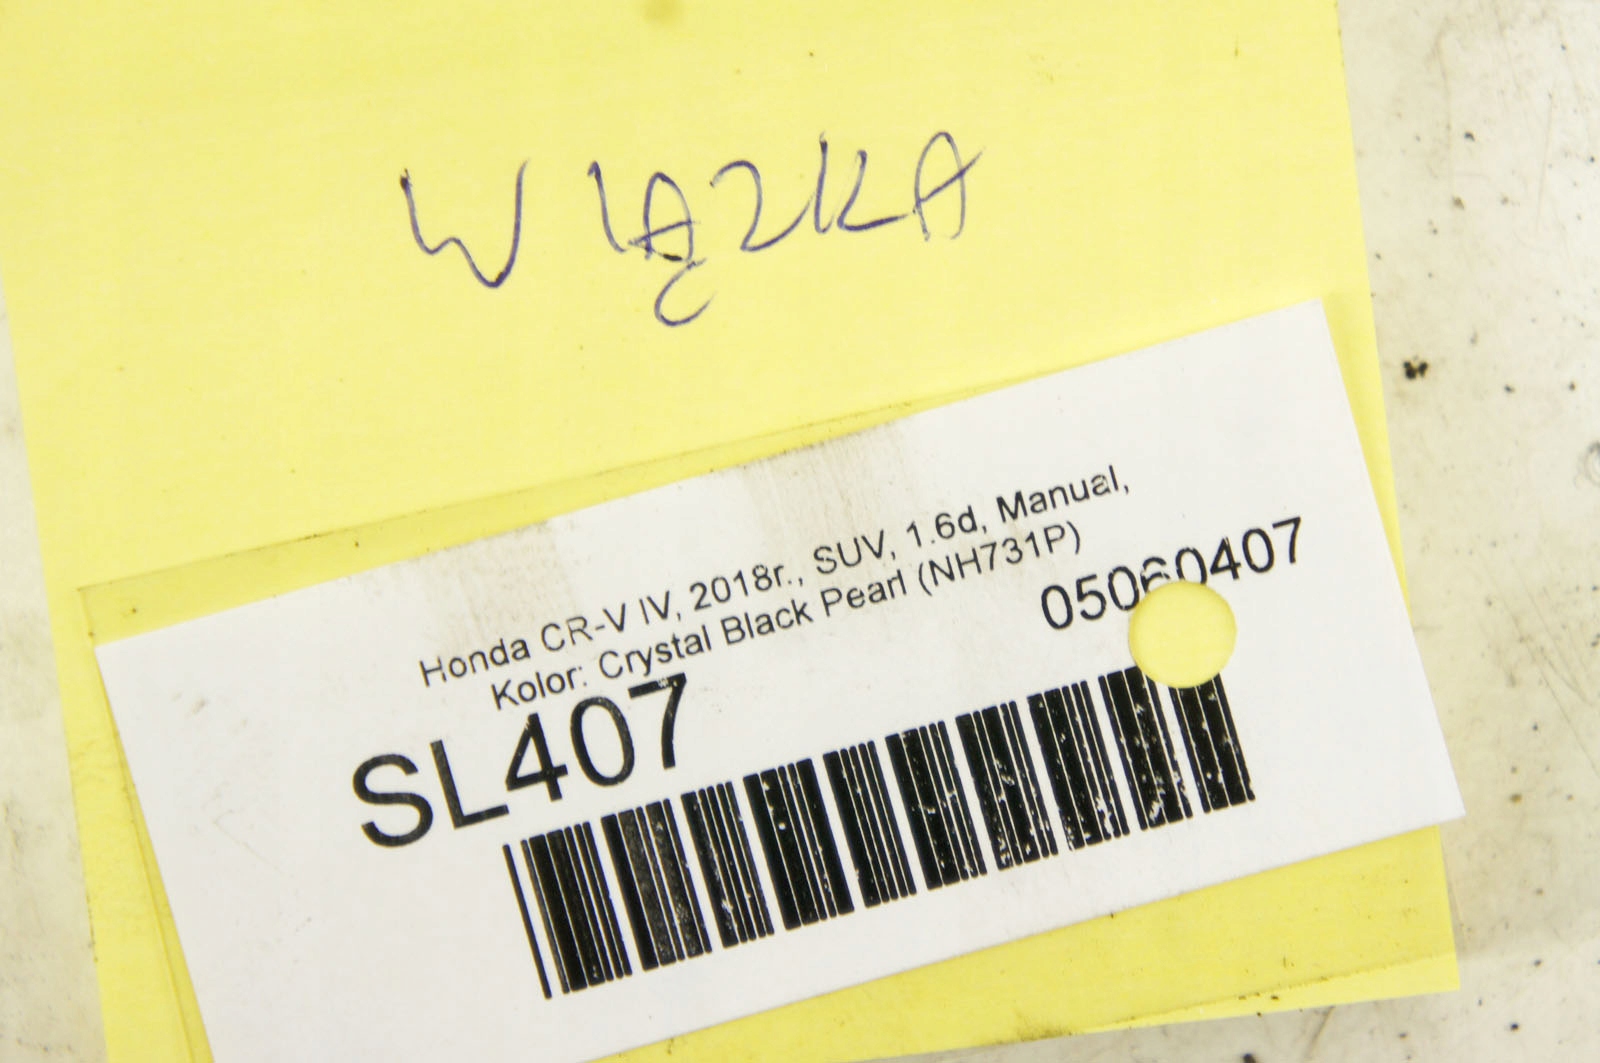 WIĄZKA
Honda CR-V IV, 2018r., SUV, 1.6d, Manual,
Kolor: Crystal Black Pearl (NH731P)
05060407
SL407